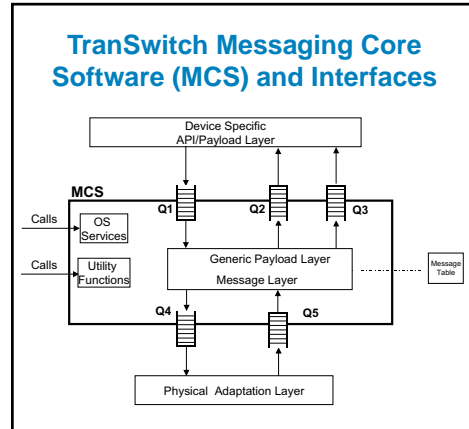 TranSwitch Messaging Core
Software (MCS) and Interfaces
Device Specific
API/Payload Layer
MCS
Q1
Q2
Q3
Calls
OS
Services
Calls
Utility
Functions
Generic Payload Layer
Message Layer
Message
Table
Q4
Q5
Physical Adaptation Layer